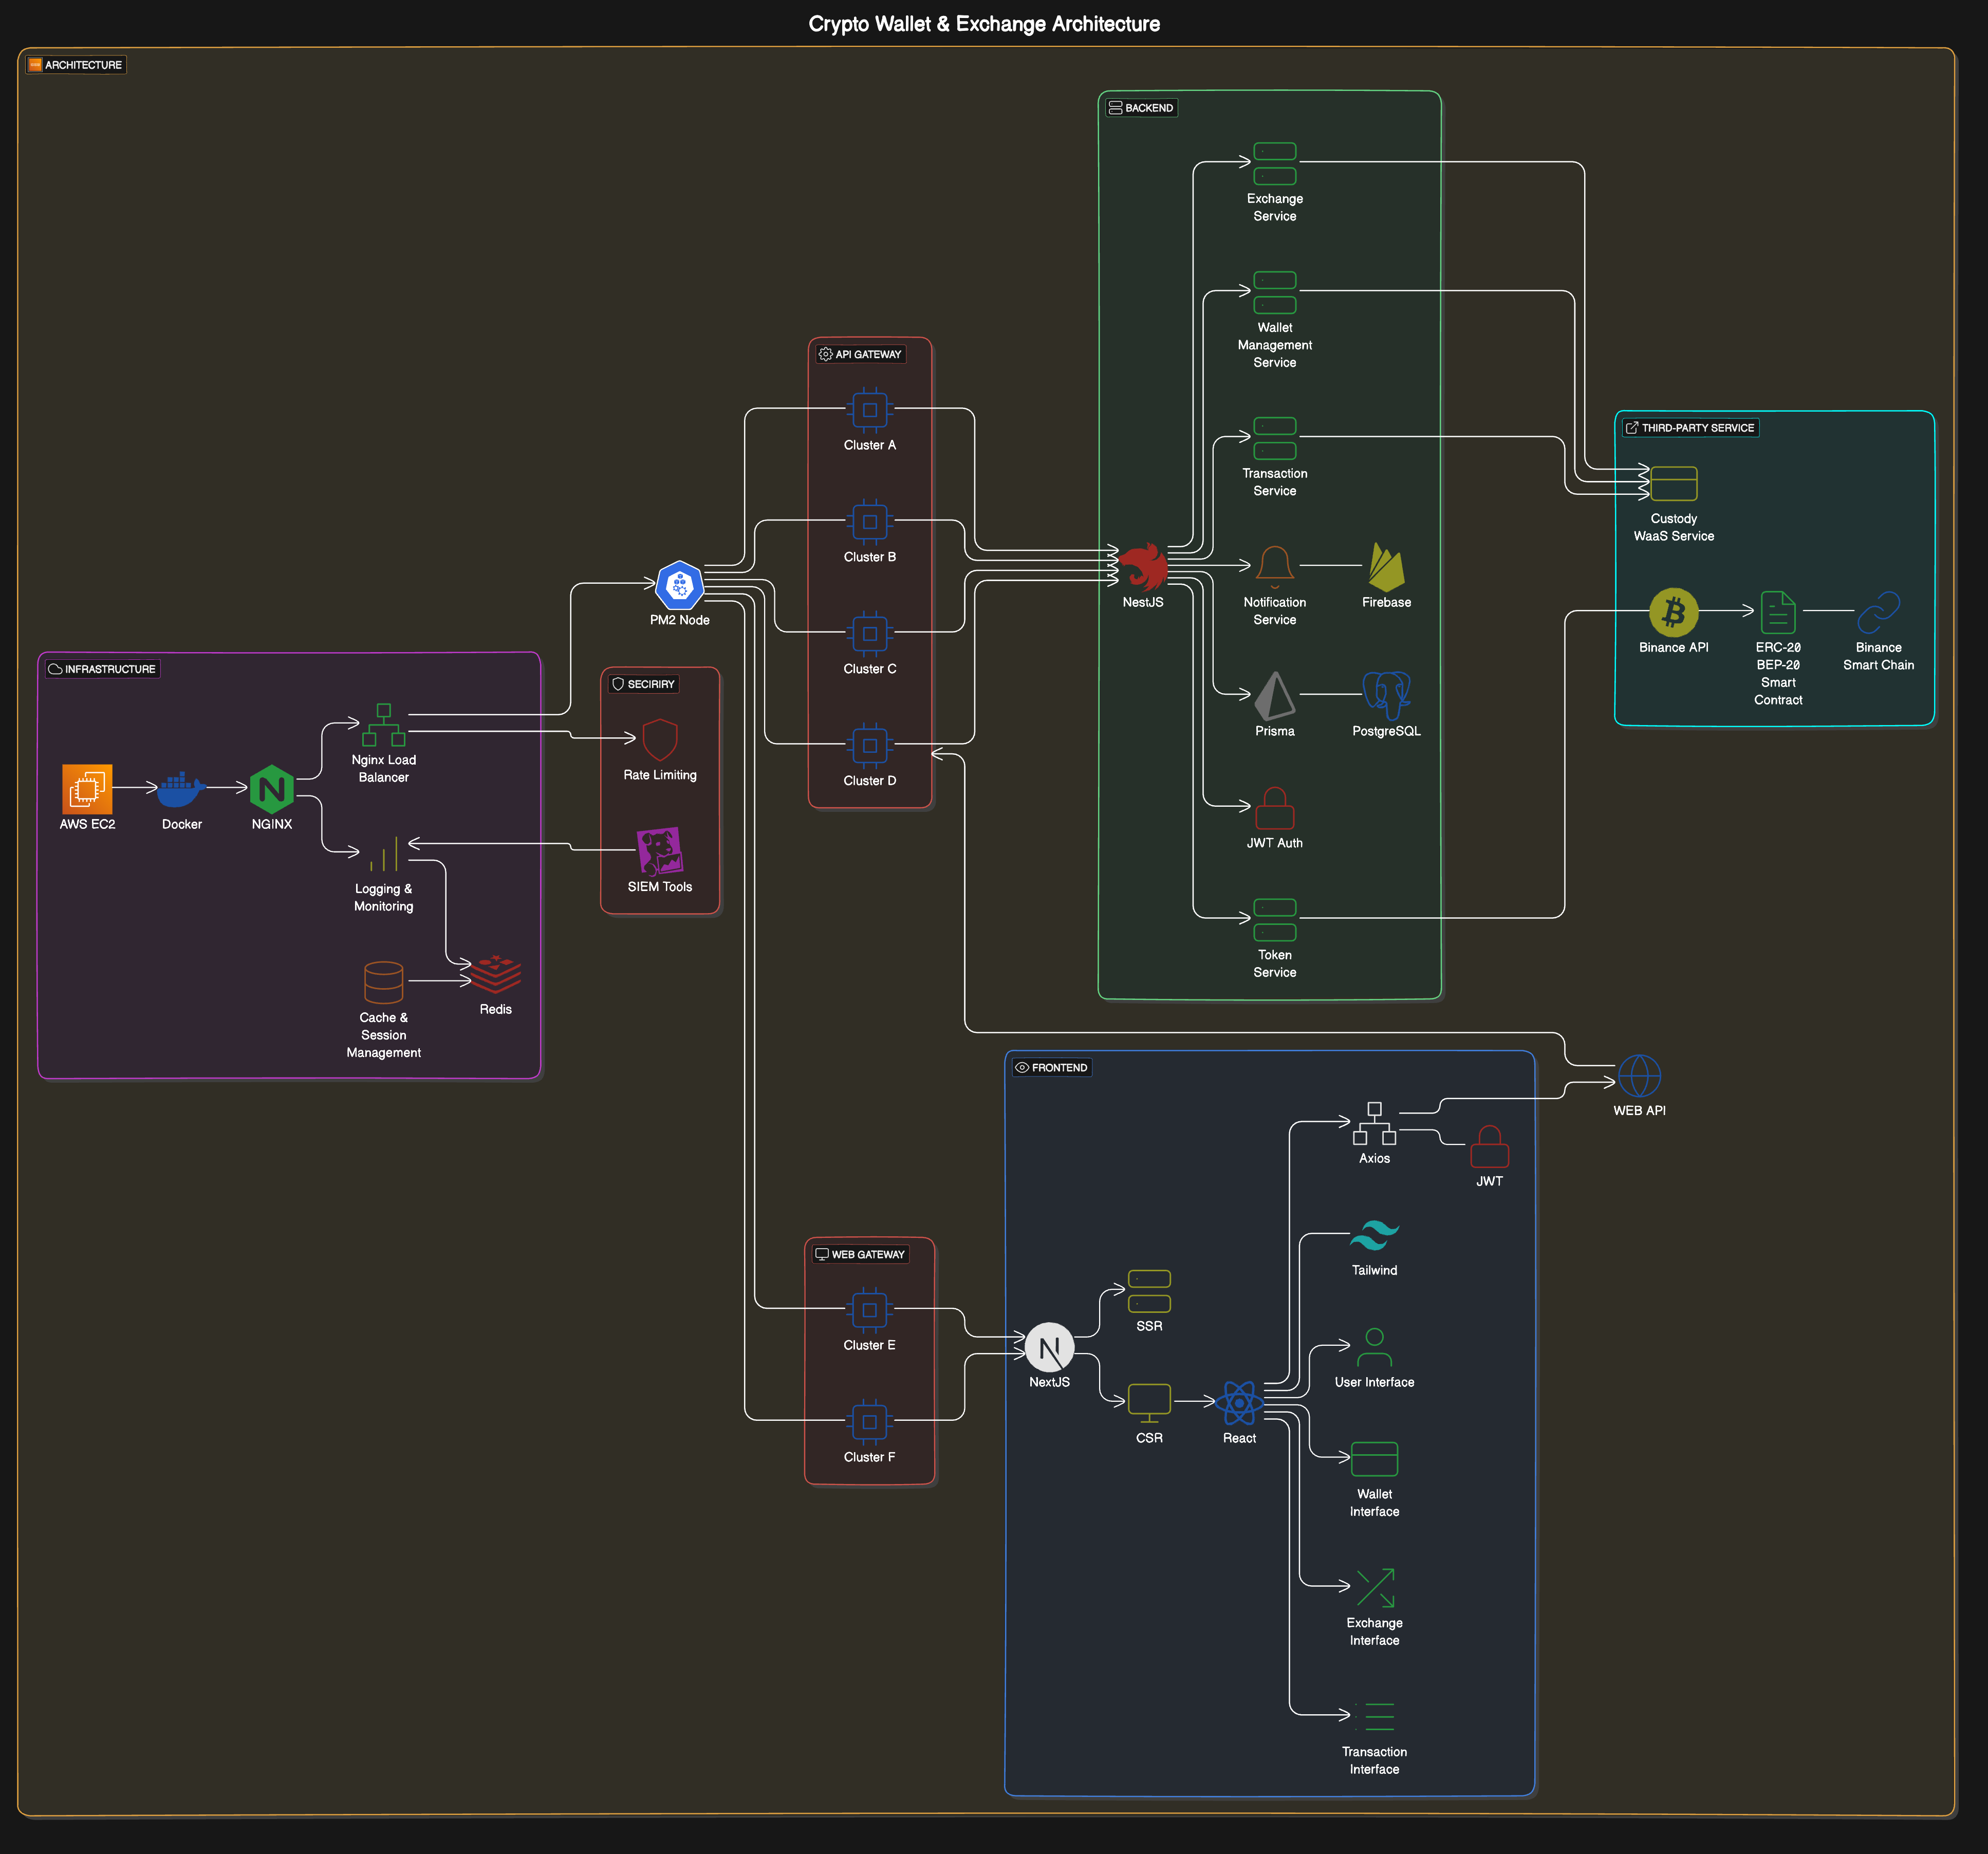 Crypto Wallet & Exchange Architecture
ARCHITECTURE
BACKEND
Exchange
Service
Wallet
Management
Service
Transaction
Service
NestJS
Notification
Service
Firebase
Prisma
PostgreSQL
JWT Auth
Token
Service
API GATEWAY
Cluster A
Cluster B
Cluster C
Cluster D
THIRD-PARTY SERVICE
Custody
WaaS Service
Binance API
ERC-20
BEP-20
Smart
Contract
Binance
Smart Chain
PM2 Node
INFRASTRUCTURE
Nginx Load
Balancer
AWS EC2
Docker
NGINX
Logging &
Monitoring
Cache &
Session
Management
Redis
SECIRIRY
Rate Limiting
SIEM Tools
FRONTEND
Axios
JWT
WEB API
Tailwind
SSR
NextJS
User Interface
CSR
React
Wallet
Interface
Exchange
Interface
Transaction
Interface
WEB GATEWAY
Cluster E
Cluster F